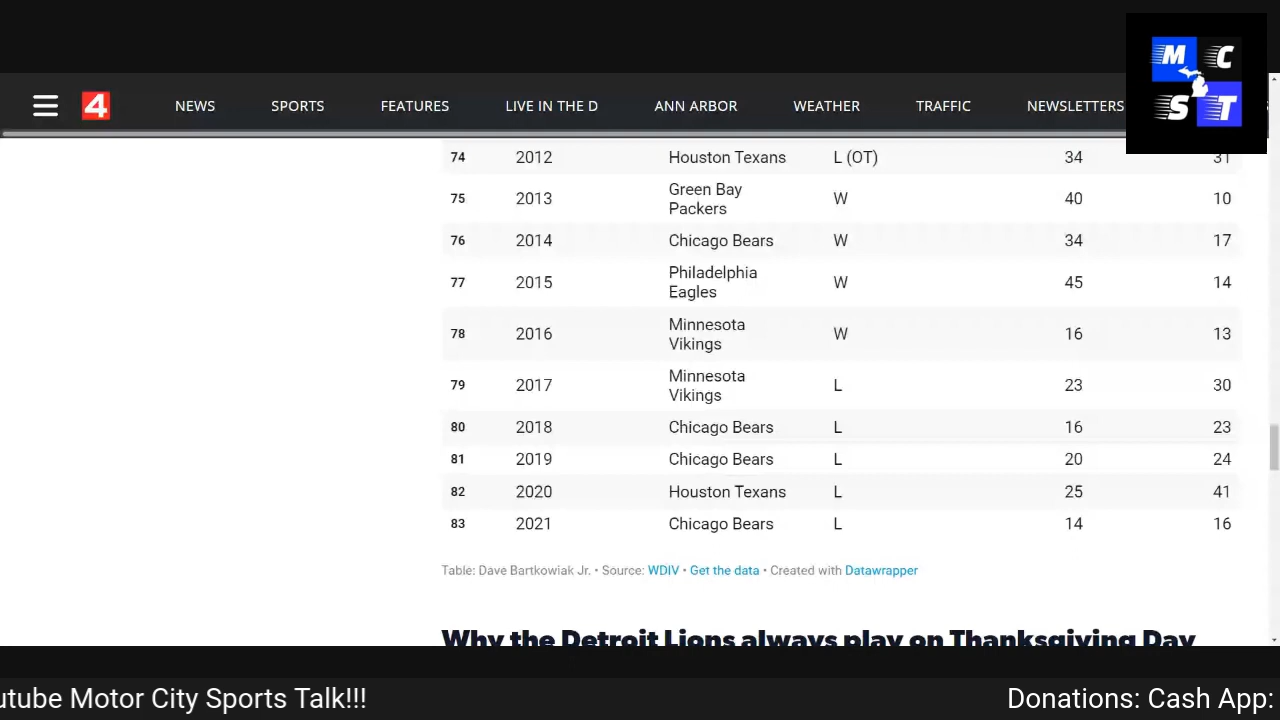 M C
S T
4 NEWS SPORTS FEATURES LIVE IN THE D ANN ARBOR WEATHER TRAFFIC NEWSLETTERS
74 2012 Houston Texans L (OT) 34 31
75 2013 Green Bay Packers W 40 10
76 2014 Chicago Bears W 34 17
77 2015 Philadelphia Eagles W 45 14
78 2016 Minnesota Vikings W 16 13
79 2017 Minnesota Vikings L 23 30
80 2018 Chicago Bears L 16 23
81 2019 Chicago Bears L 20 24
82 2020 Houston Texans L 25 41
83 2021 Chicago Bears L 14 16
Table: Dave Bartkowiak Jr. • Source: WDIV • Get the data • Created with Datawrapper
Why the Detroit Lions always play on Thanksgiving Day
utube Motor City Sports Talk!!! Donations: Cash App: